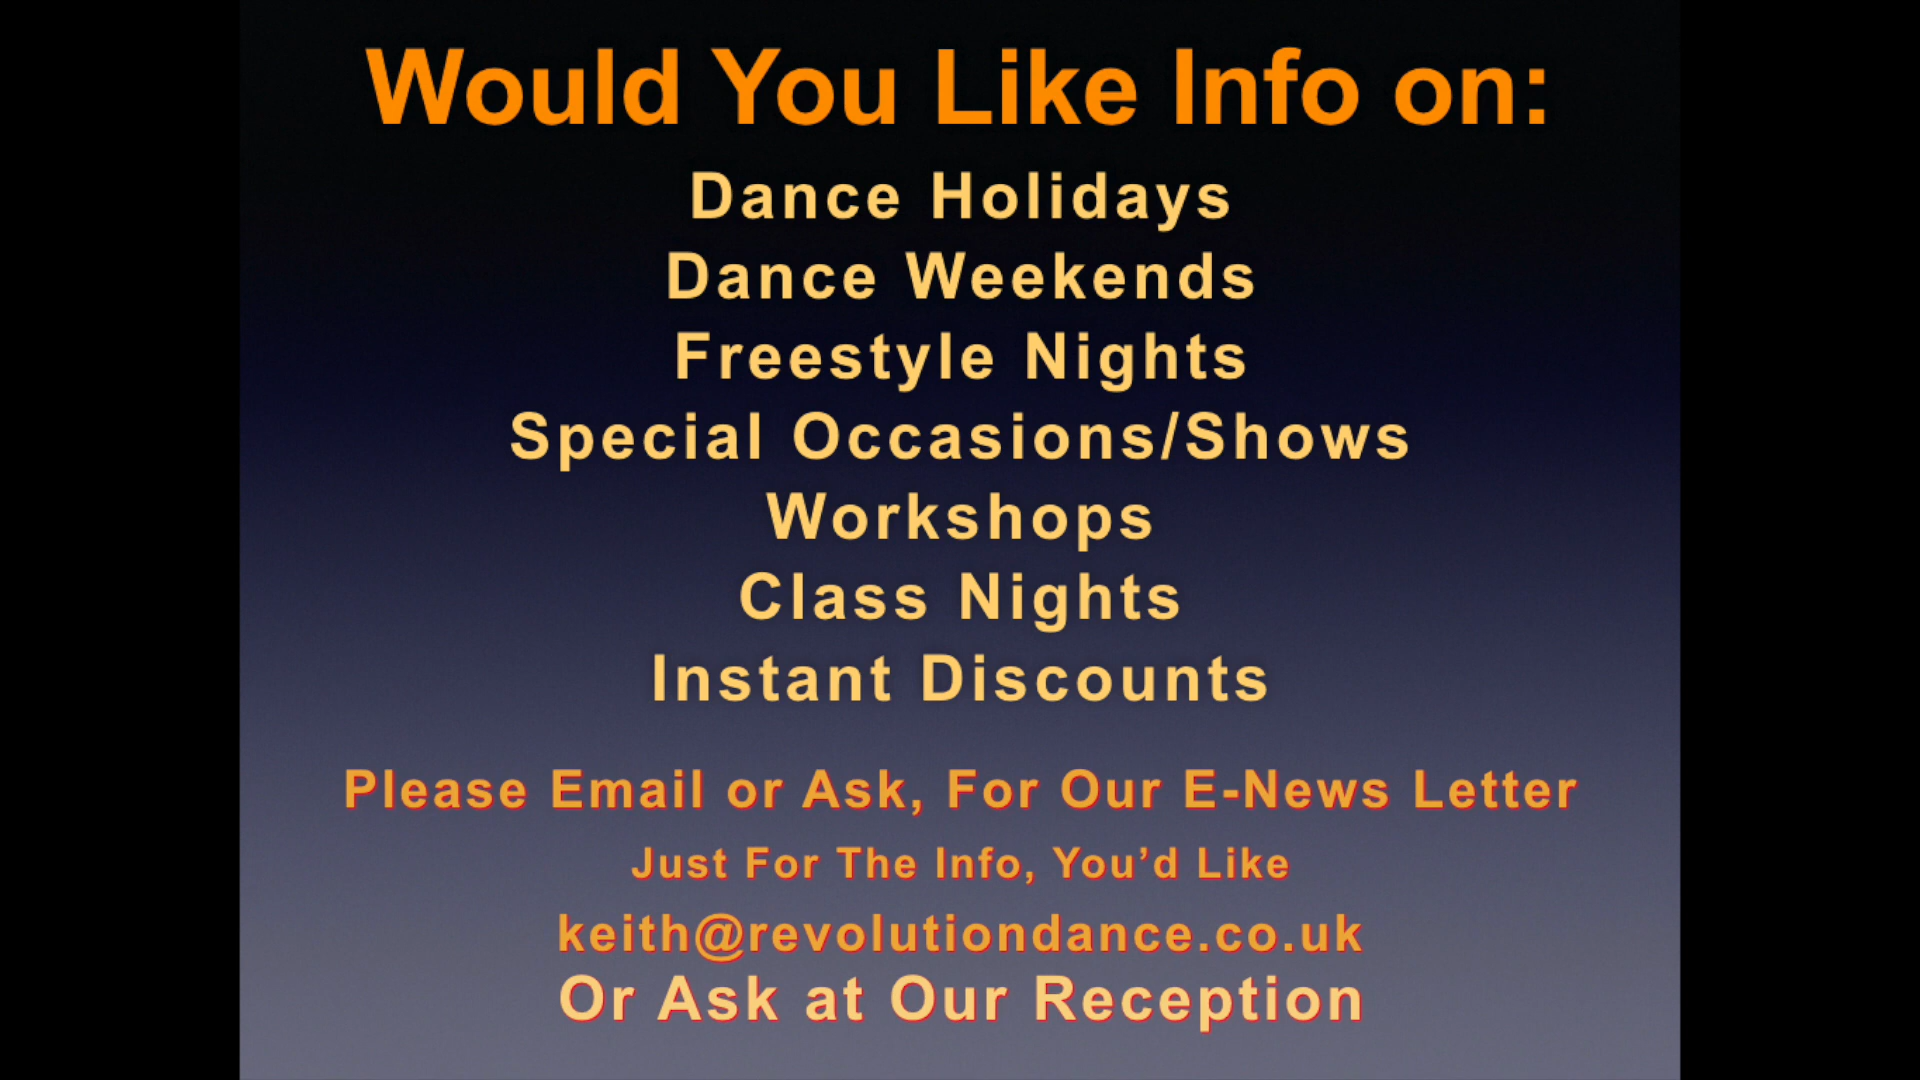 Would You Like Info on:
Dance Holidays
Dance Weekends
Freestyle Nights
Special Occasions/Shows
Workshops
Class Nights
Instant Discounts
Please Email or Ask, For Our E-News Letter
Just For The Info, You’d Like
keith@revolutiondance.co.uk
Or Ask at Our Reception